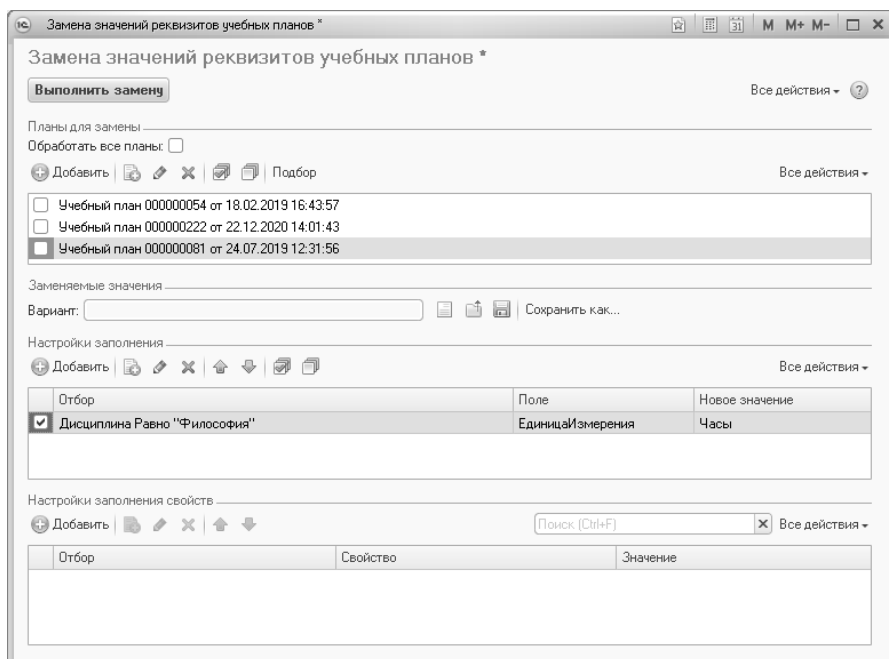 1С Замена значений реквизитов учебных планов * 31 M M+ M-
Замена значений реквизитов учебных планов *
Выполнить замену Все действия ?
Планы для замены
Обработать все планы:
Добавить Подбор Все действия
Учебный план 000000054 от 18.02.2019 16:43:57
Учебный план 000000222 от 22.12.2020 14:01:43
Учебный план 000000081 от 24.07.2019 12:31:56
Заменяемые значения
Вариант: Сохранить как...
Настройки заполнения
Добавить Все действия
Отбор Поле Новое значение
Дисциплина Равно "Философия" ЕдиницаИзмерения Часы
Настройки заполнения свойств
Добавить Поиск (Ctrl+F) Все действия
Отбор Свойство Значение